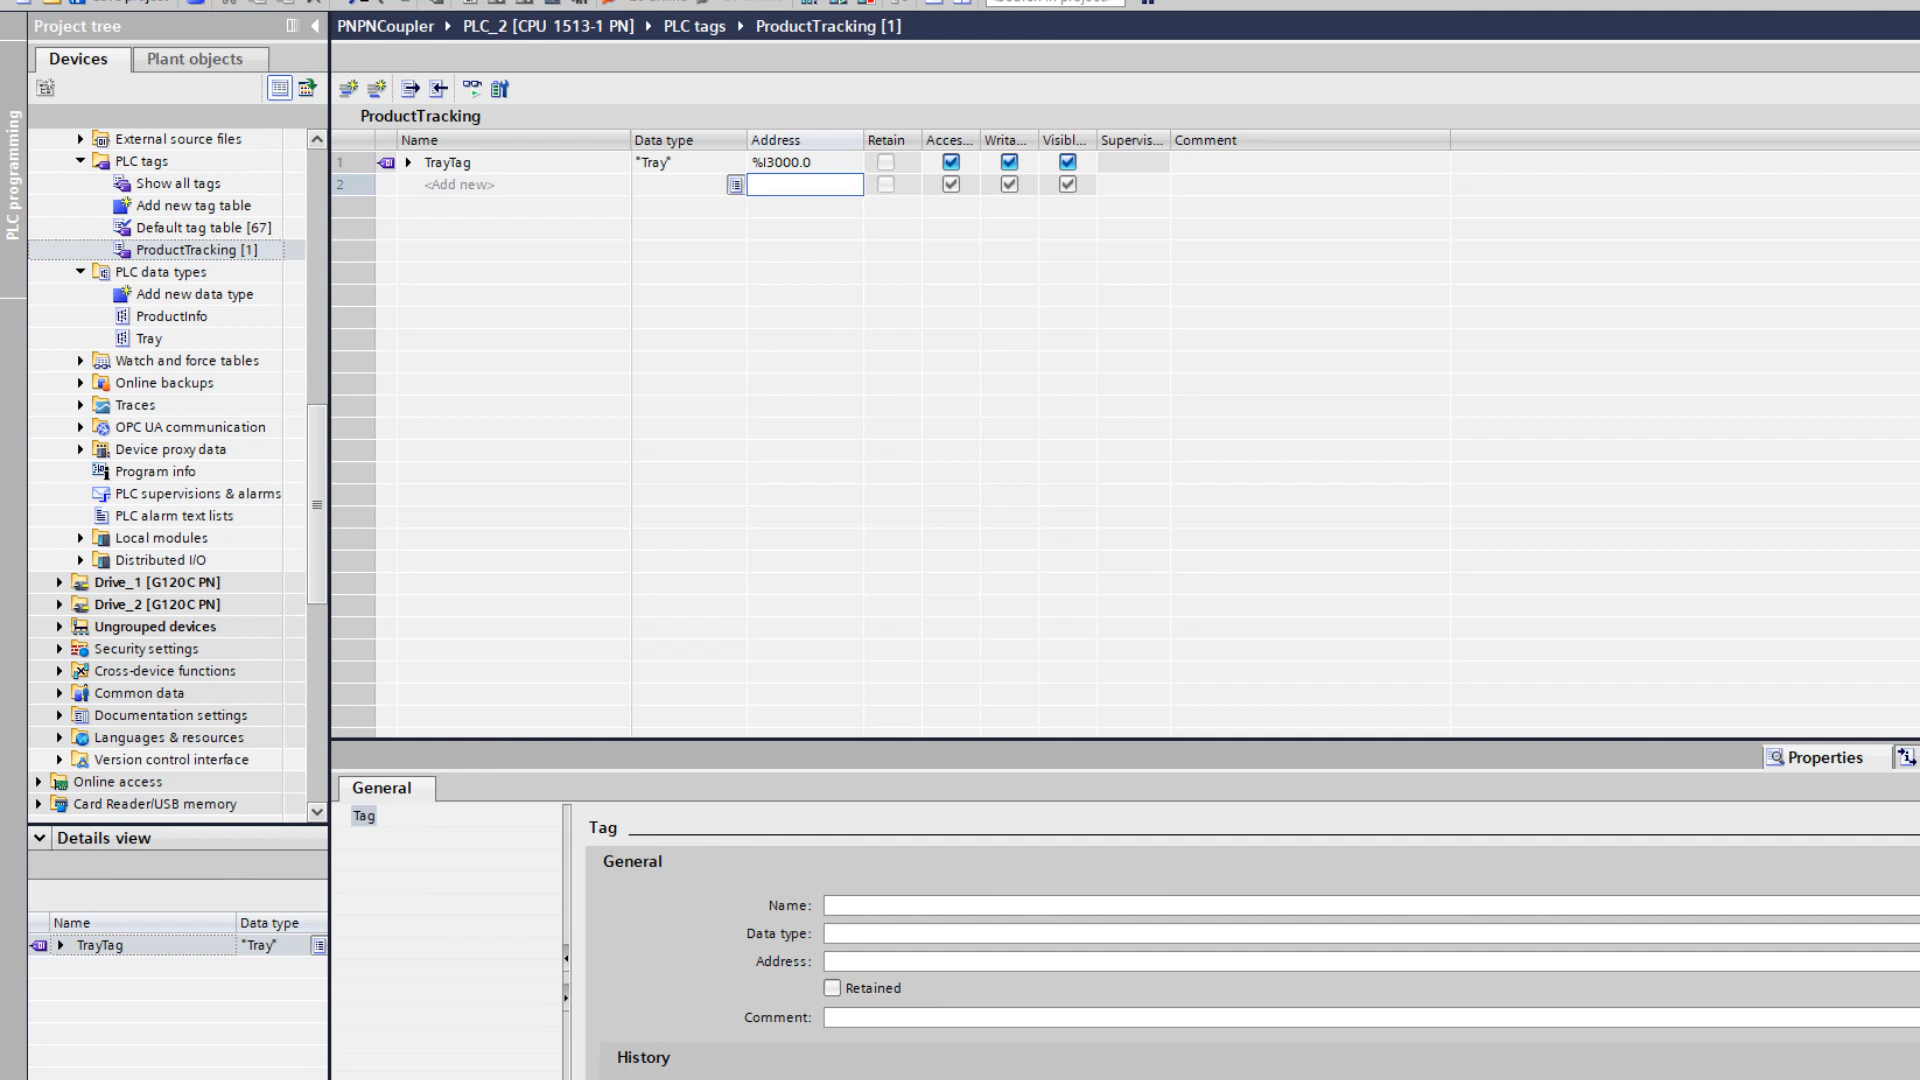 Project tree
PNPNCoupler
PLC_2 [CPU 1513-1 PN]
PLC tags
ProductTracking [1]
Devices
Plant objects
PLC programming
External source files
PLC tags
Show all tags
Add new tag table
Default tag table [67]
ProductTracking [1]
PLC data types
Add new data type
ProductInfo
Tray
Watch and force tables
Online backups
Traces
OPC UA communication
Device proxy data
Program info
PLC supervisions & alarms
PLC alarm text lists
Local modules
Distributed I/O
Drive_1 [G120C PN]
Drive_2 [G120C PN]
Ungrouped devices
Security settings
Cross-device functions
Common data
Documentation settings
Languages & resources
Version control interface
Online access
Card Reader/USB memory
Details view
Name Data type
TrayTag "Tray"
ProductTracking
Name Data type Address Retain Acces... Writa... Visibl... Supervis... Comment
1 TrayTag "Tray" %I3000.0
2 <Add new>
Properties
General
Tag
Tag
General
Name:
Data type:
Address:
Retained
Comment:
History